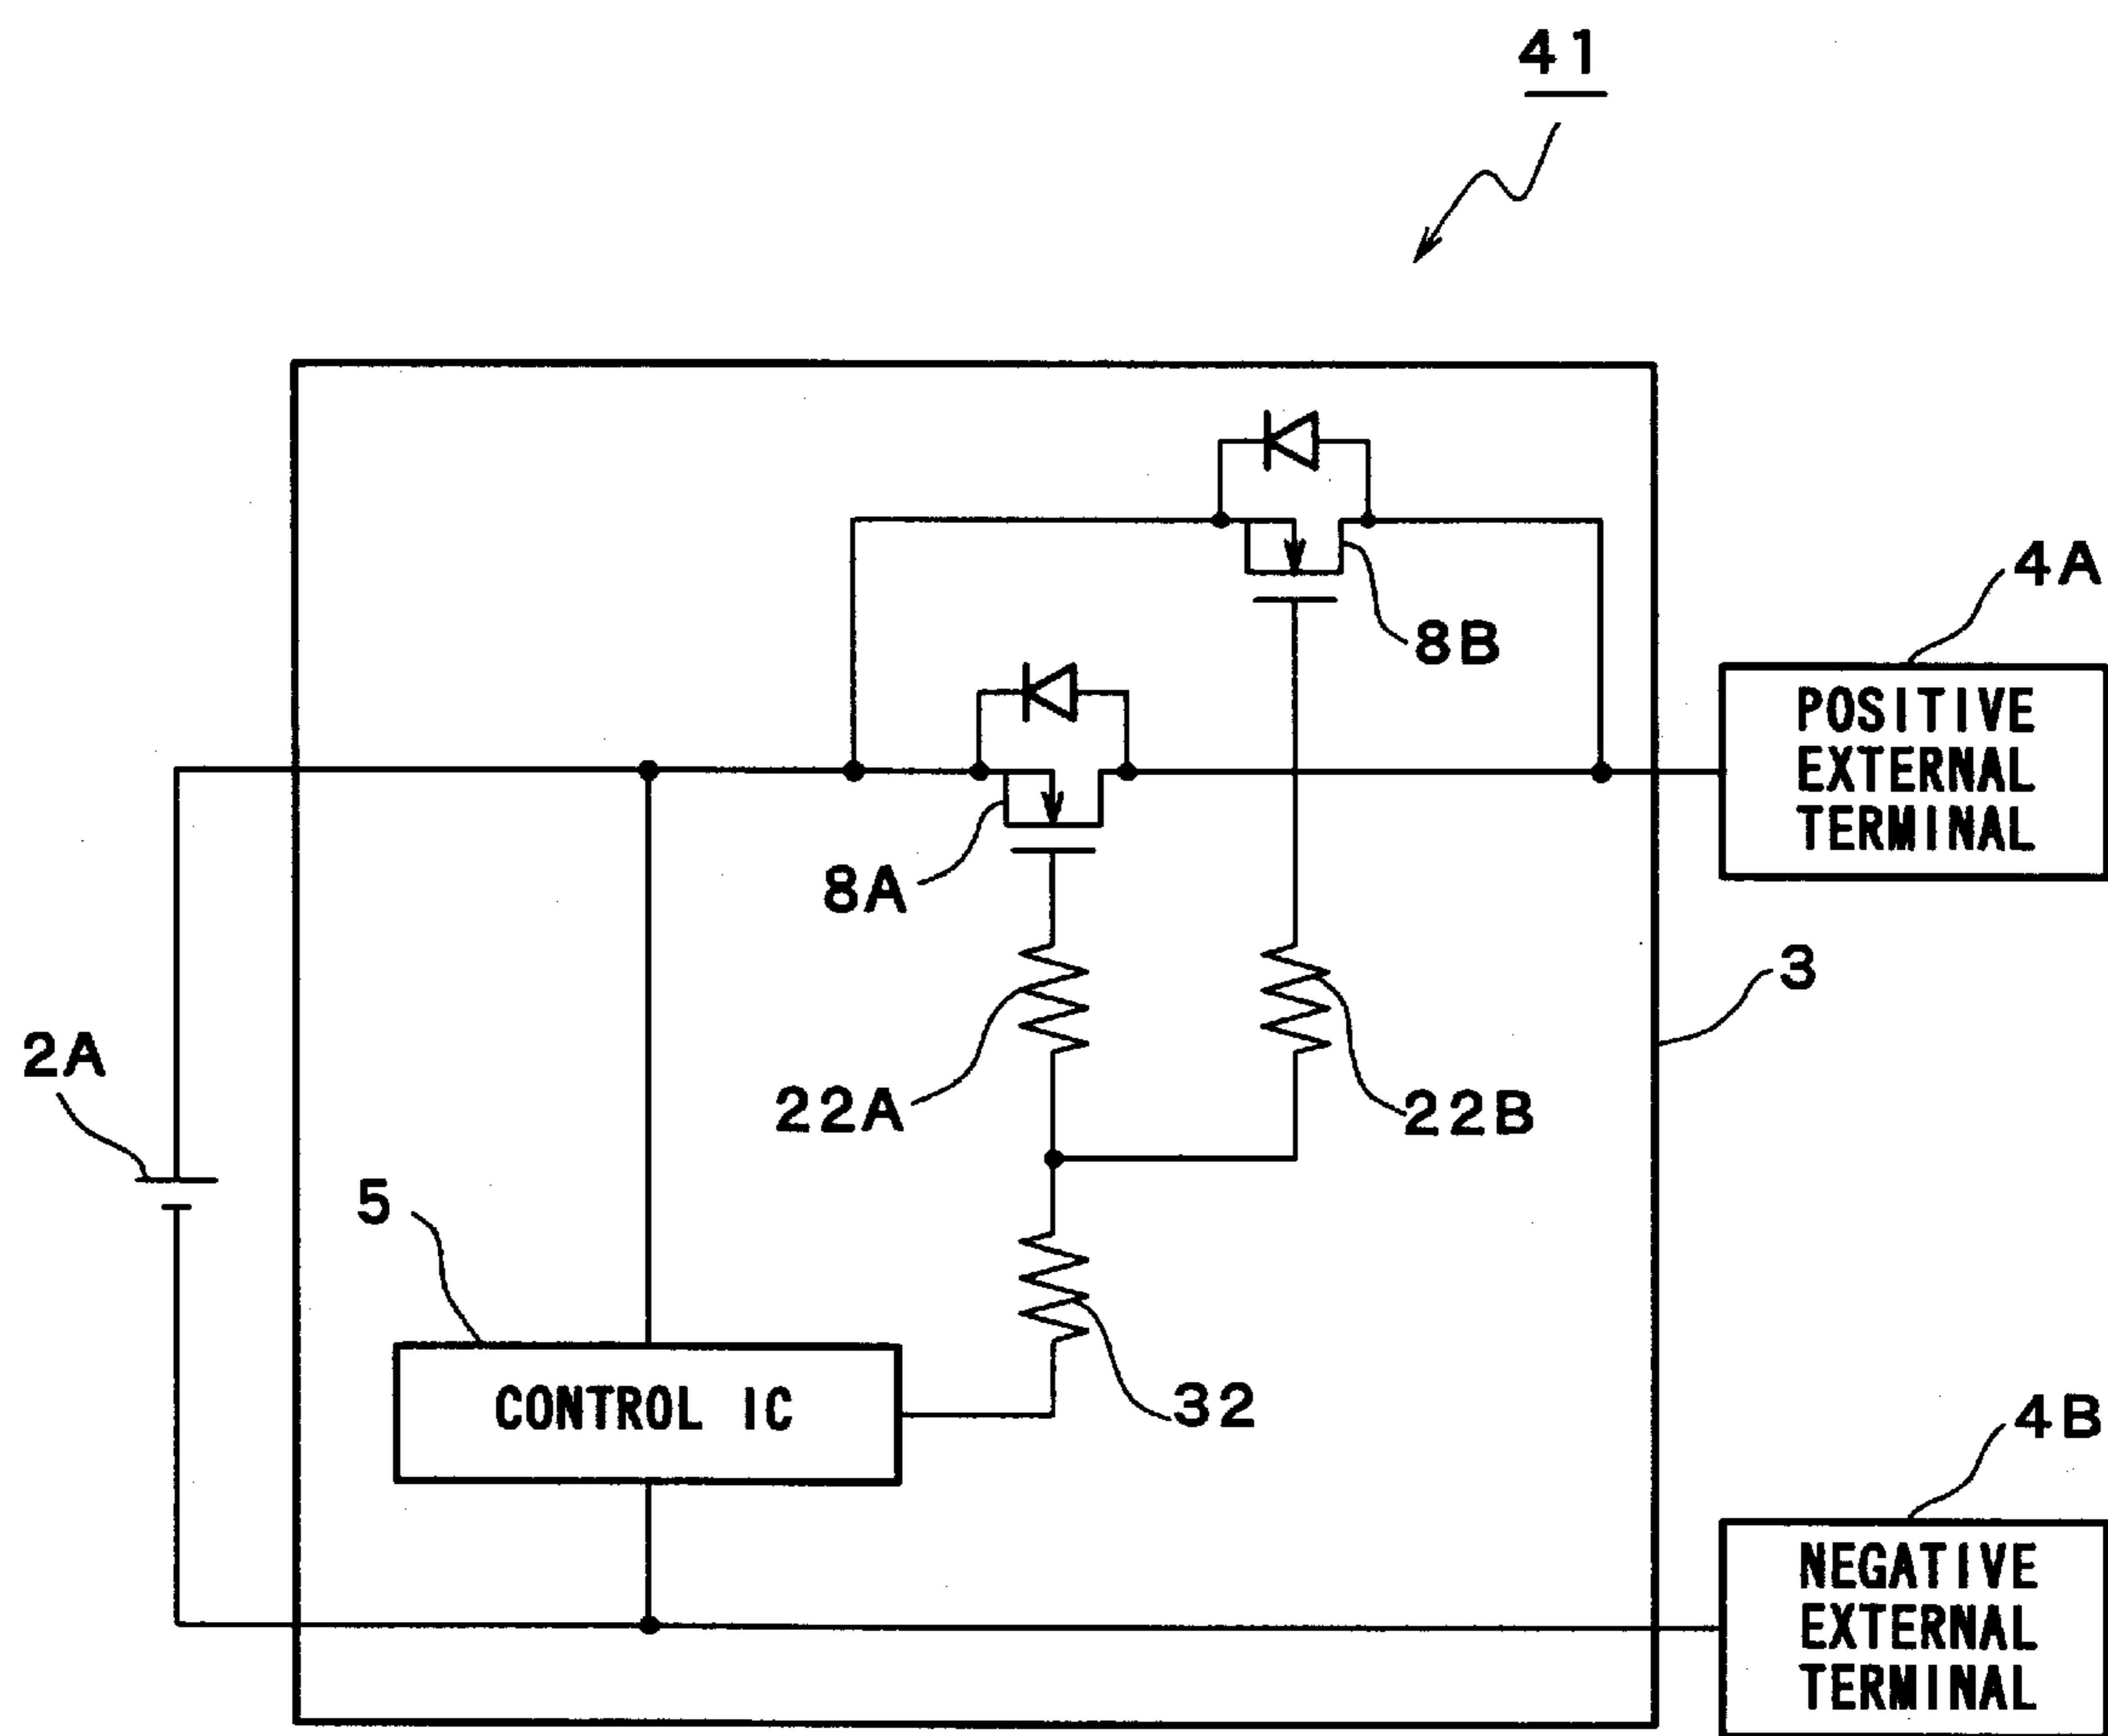 41
4A
8B
POSITIVE
EXTERNAL
TERMINAL
8A
3
2A
22A
22B
5
CONTROL IC
32
4B
NEGATIVE
EXTERNAL
TERMINAL